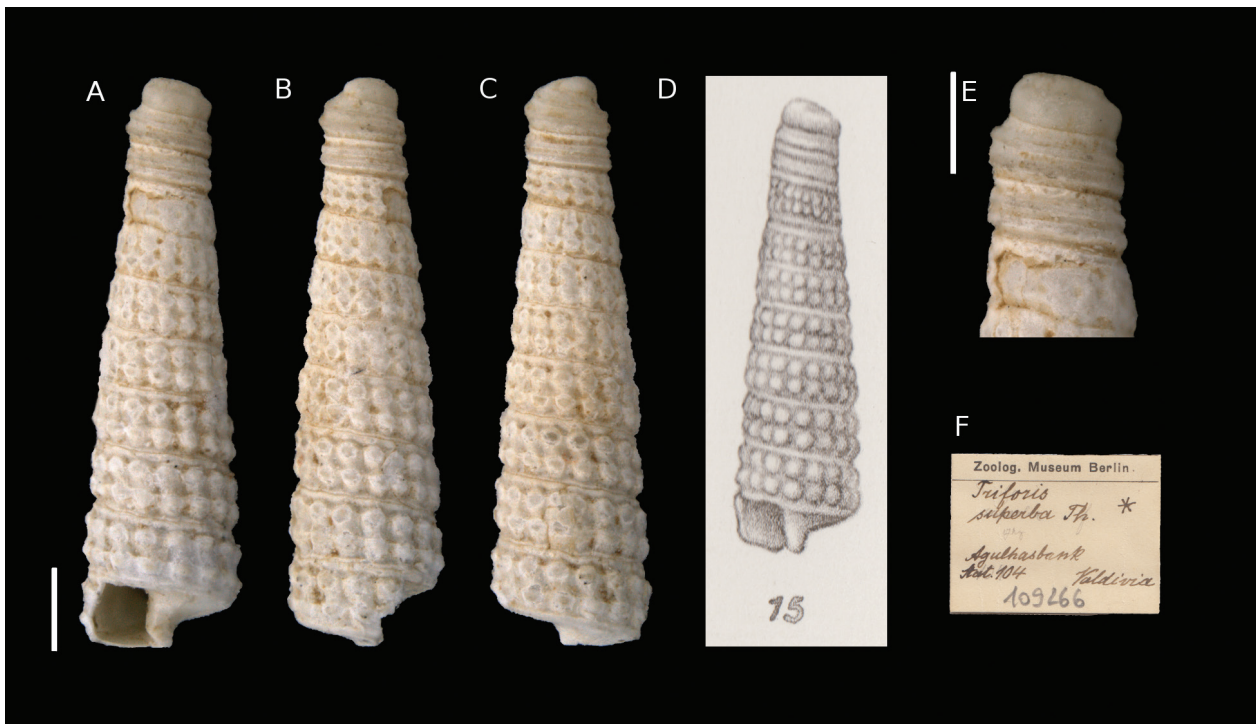 A
B
C
D
E
15
F
Zoolog. Museum Berlin.
Triforis
superba Th. *
Agulhasbank
Stat. 104 Valdivia
109266